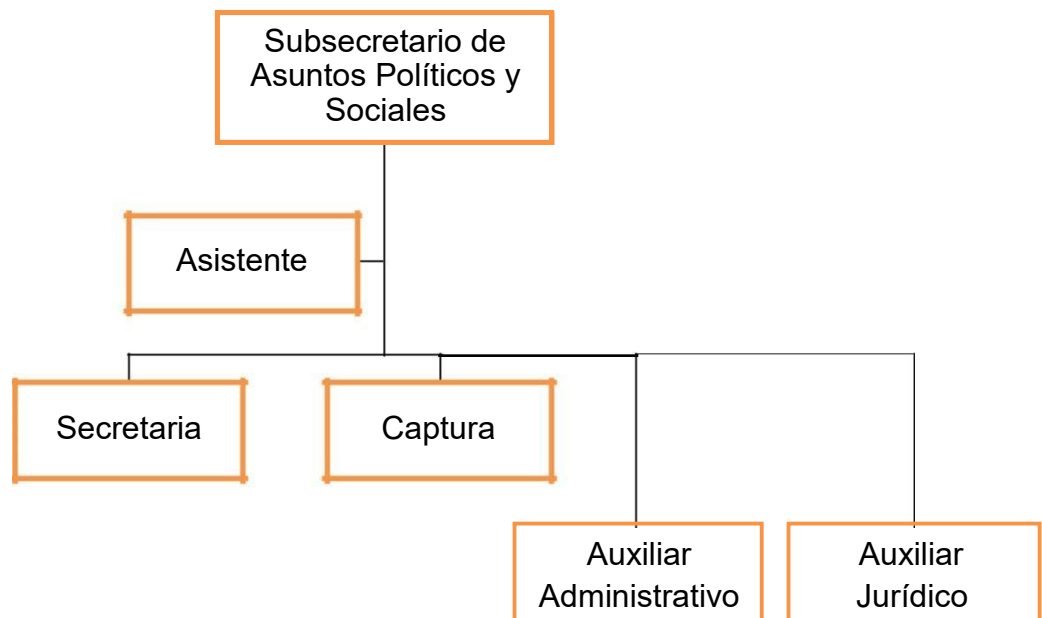 Subsecretario de
Asuntos Políticos y
Sociales
Asistente
Secretaria
Captura
Auxiliar
Administrativo
Auxiliar
Jurídico